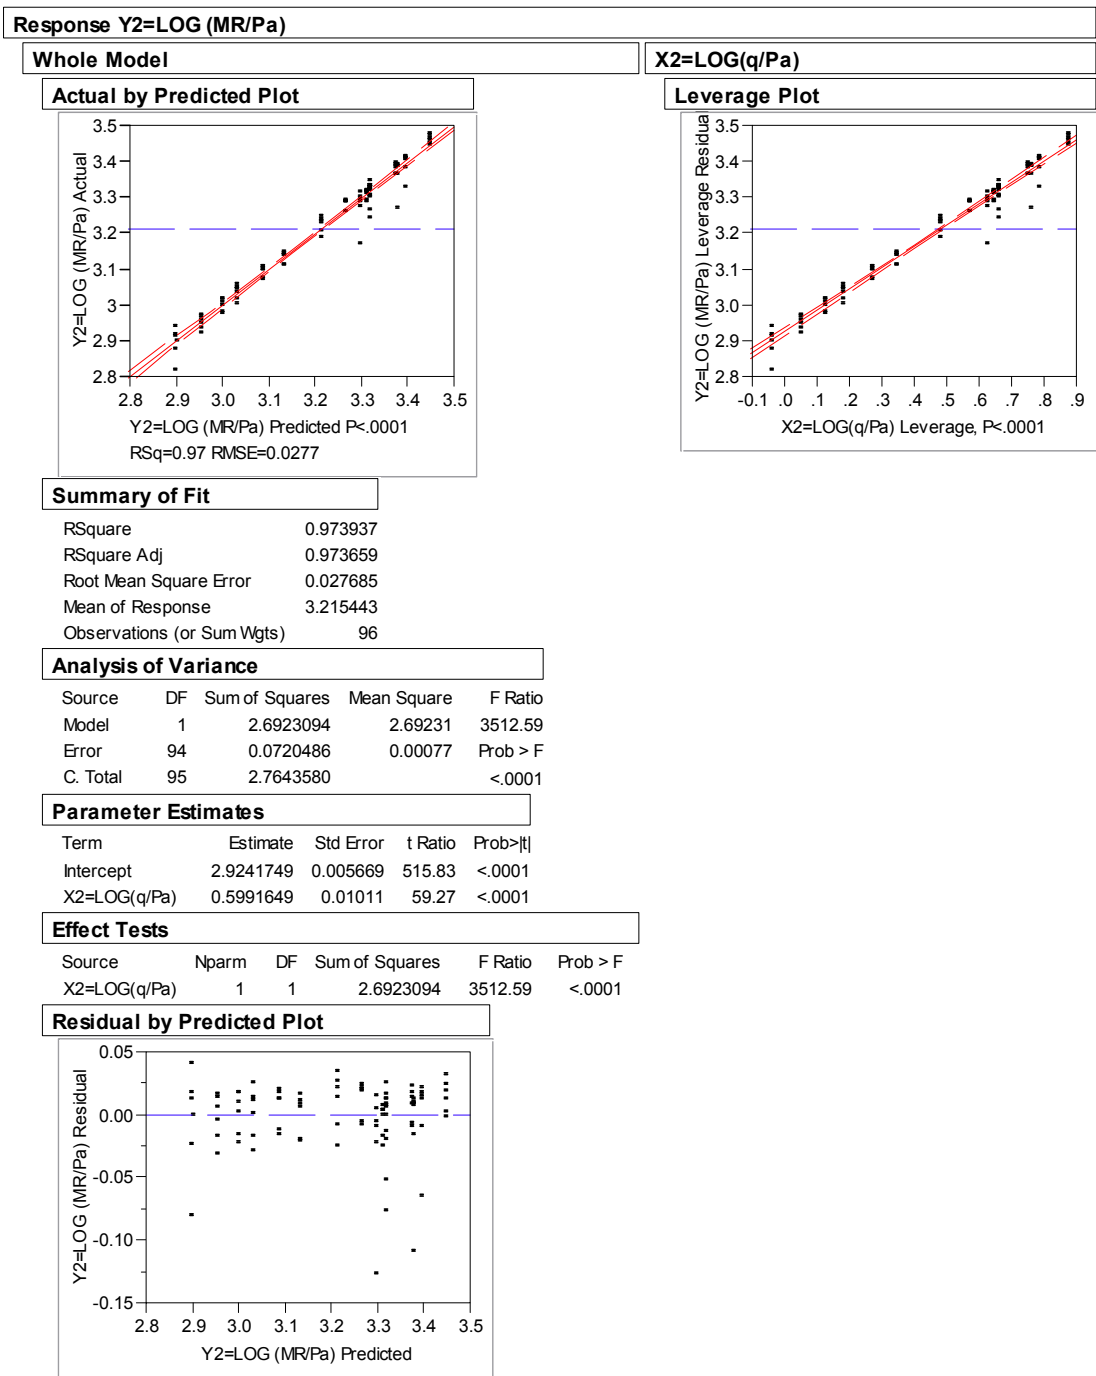 Response Y2=LOG (MR/Pa)
Whole Model
Actual by Predicted Plot
Y2=LOG (MR/Pa) Actual
3.5
3.4
3.3
3.2
3.1
3
2.9
2.8
2.8 2.9 3.0 3.1 3.2 3.3 3.4 3.5
Y2=LOG (MR/Pa) Predicted P<.0001
RSq=0.97 RMSE=0.0277
X2=LOG(q/Pa)
Leverage Plot
Y2=LOG (MR/Pa) Leverage Residual
3.5
3.4
3.3
3.2
3.1
3.0
2.9
2.8
-0.1 .0 .1 .2 .3 .4 .5 .6 .7 .8 .9
X2=LOG(q/Pa) Leverage, P<.0001
Summary of Fit
RSquare 0.973937
RSquare Adj 0.973659
Root Mean Square Error 0.027685
Mean of Response 3.215443
Observations (or Sum Wgts) 96
Analysis of Variance
Source DF Sum of Squares Mean Square F Ratio
Model 1 2.6923094 2.69231 3512.59
Error 94 0.0720486 0.00077 Prob > F
C. Total 95 2.7643580 <.0001
Parameter Estimates
Term Estimate Std Error t Ratio Prob>|t|
Intercept 2.9241749 0.005669 515.83 <.0001
X2=LOG(q/Pa) 0.5991649 0.01011 59.27 <.0001
Effect Tests
Source Nparm DF Sum of Squares F Ratio Prob > F
X2=LOG(q/Pa) 1 1 2.6923094 3512.59 <.0001
Residual by Predicted Plot
Y2=LOG (MR/Pa) Residual
0.05
0.00
-0.05
-0.10
-0.15
2.8 2.9 3.0 3.1 3.2 3.3 3.4 3.5
Y2=LOG (MR/Pa) Predicted